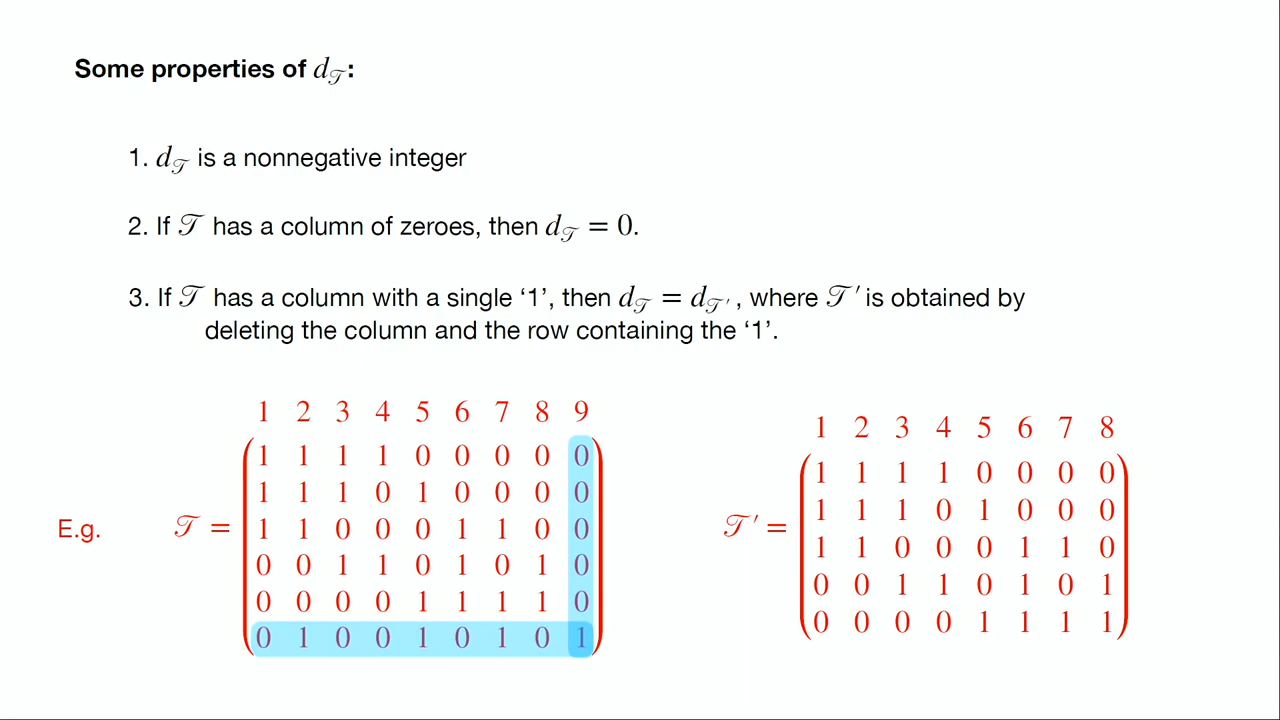 Some properties of d𝒯:
1. d𝒯 is a nonnegative integer
2. If 𝒯 has a column of zeroes, then d𝒯 = 0.
3. If 𝒯 has a column with a single ‘1’, then d𝒯 = d𝒯′, where 𝒯′ is obtained by
deleting the column and the row containing the ‘1’.
1 2 3 4 5 6 7 8 9
1 1 1 1 0 0 0 0 0
1 1 1 0 1 0 0 0 0
1 1 0 0 0 1 1 0 0
E.g. 𝒯 =
0 0 1 1 0 1 0 1 0
0 0 0 0 1 1 1 1 0
0 1 0 0 1 0 1 0 1
1 2 3 4 5 6 7 8
1 1 1 1 0 0 0 0
1 1 1 0 1 0 0 0
𝒯′ =
1 1 0 0 0 1 1 0
0 0 1 1 0 1 0 1
0 0 0 0 1 1 1 1